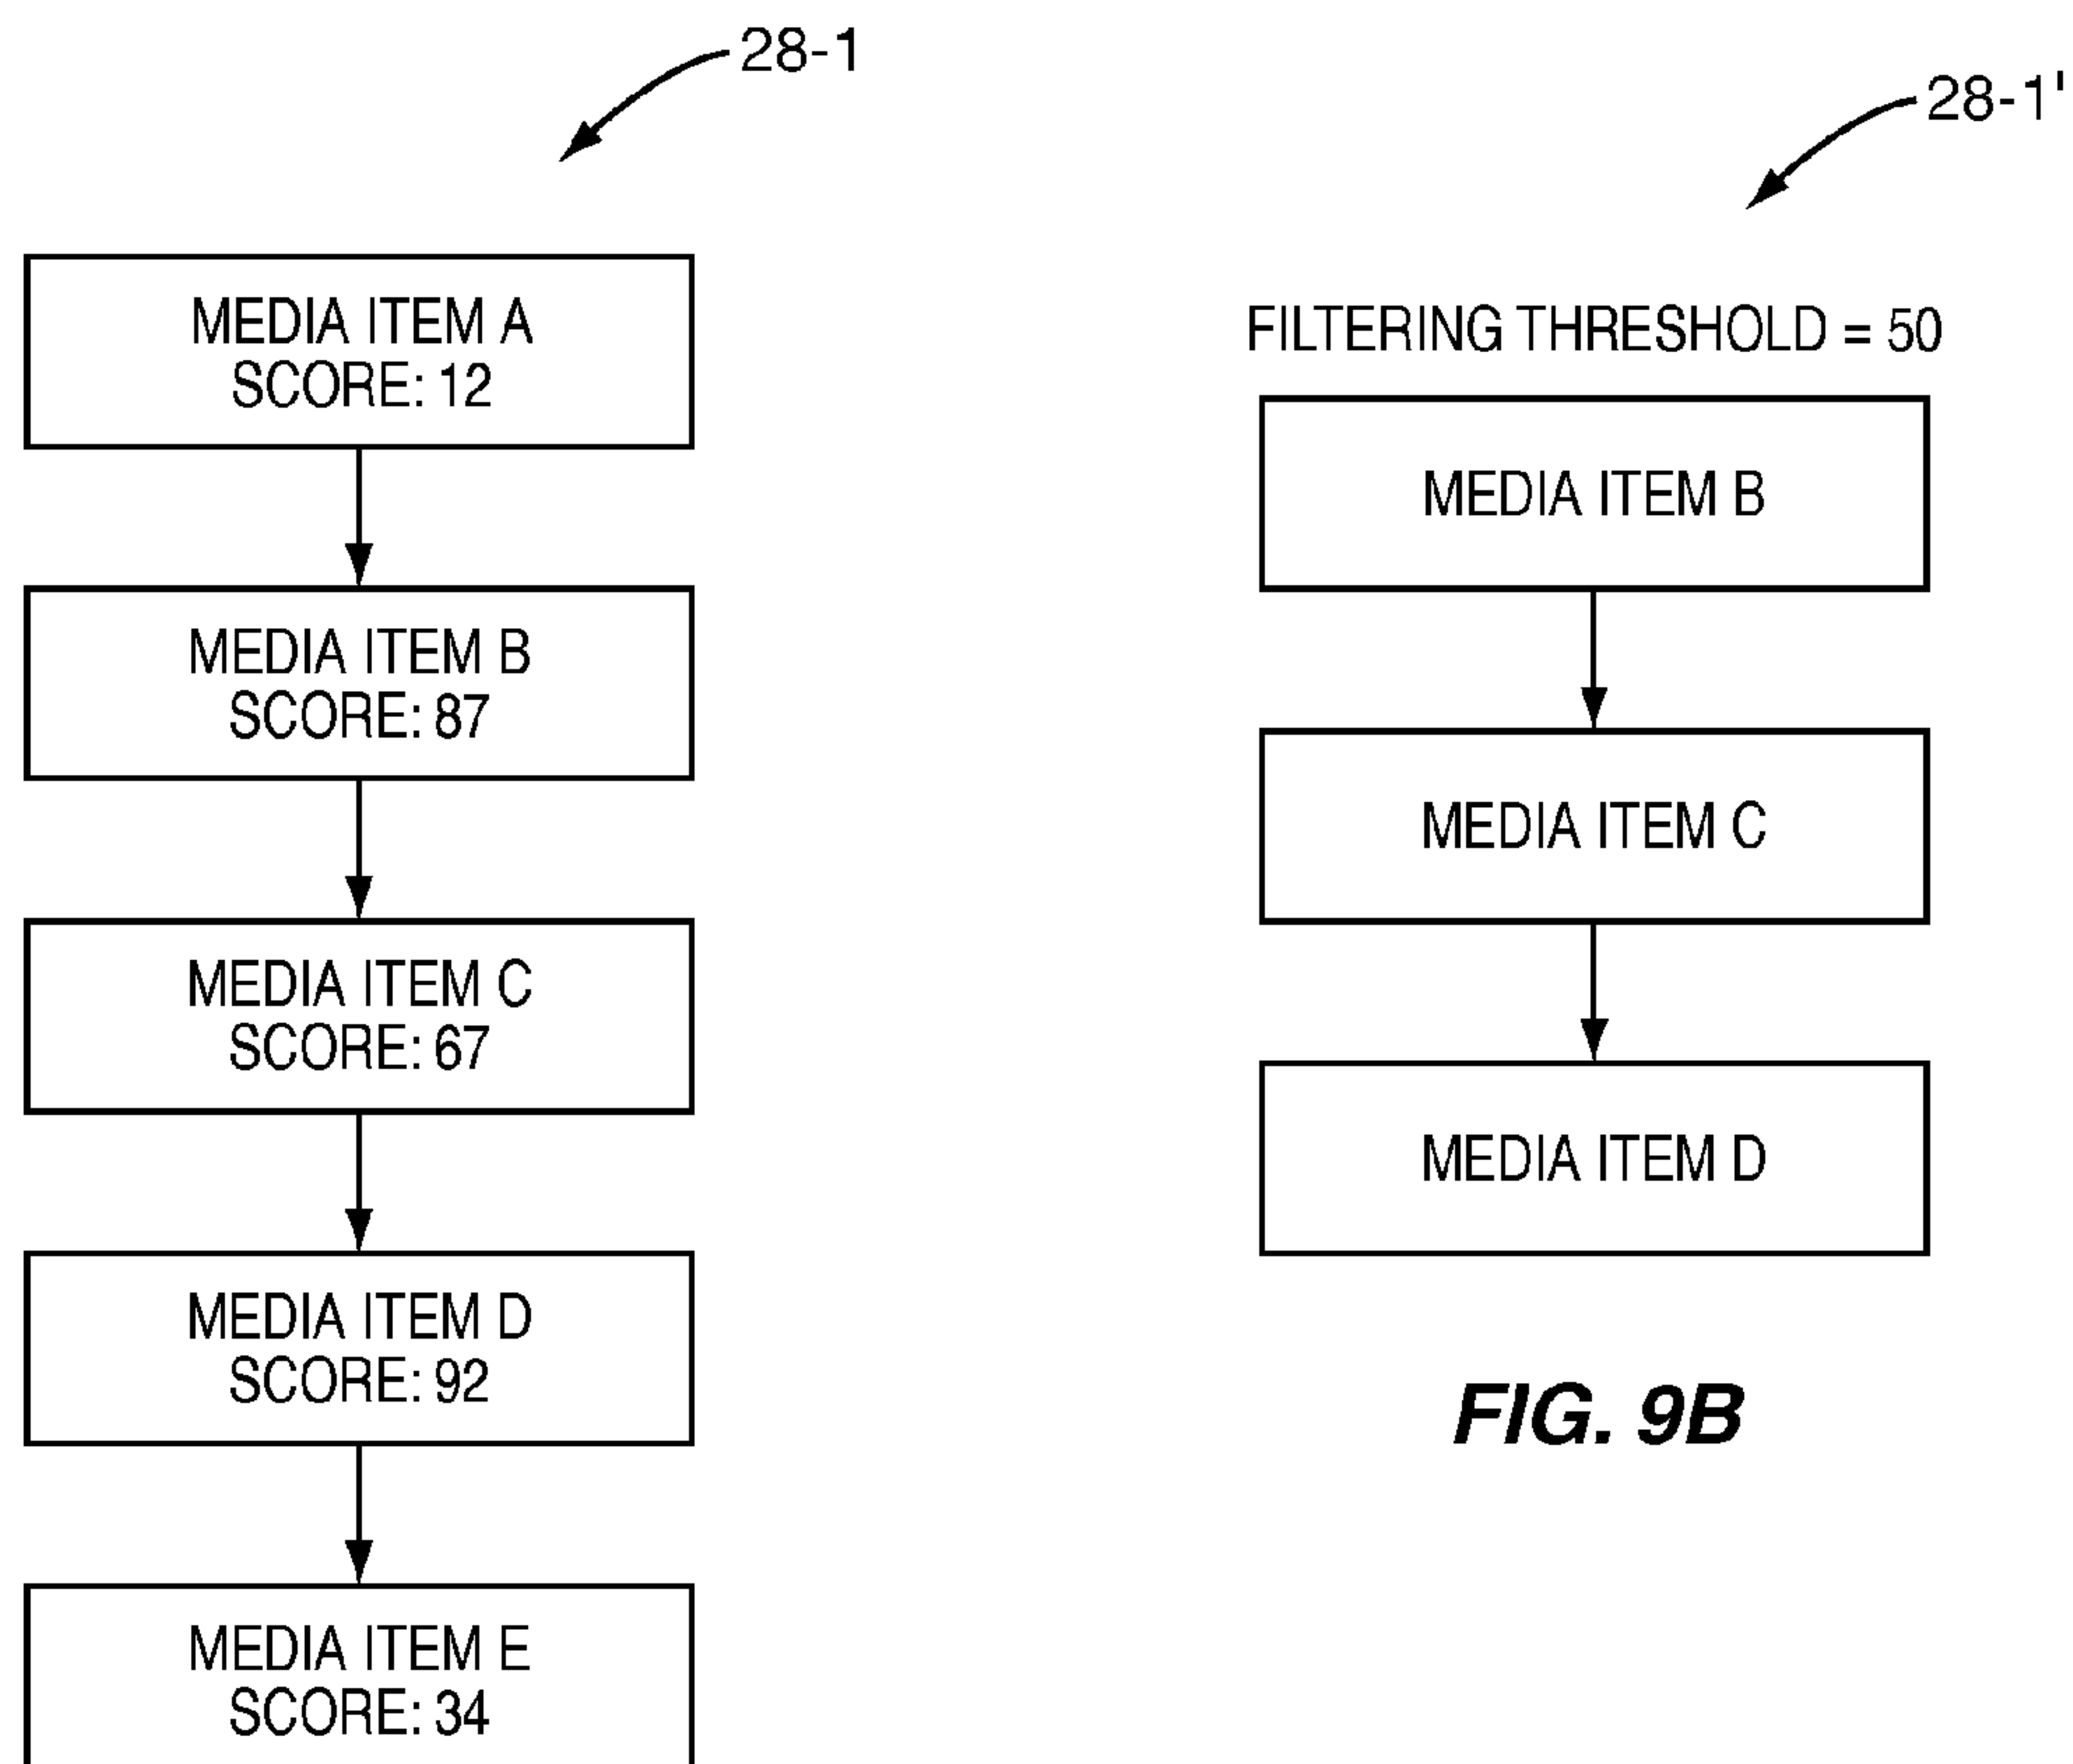 28-1
MEDIA ITEM A
SCORE: 12
MEDIA ITEM B
SCORE: 87
MEDIA ITEM C
SCORE: 67
MEDIA ITEM D
SCORE: 92
MEDIA ITEM E
SCORE: 34
28-1'
FILTERING THRESHOLD = 50
MEDIA ITEM B
MEDIA ITEM C
MEDIA ITEM D
FIG. 9B